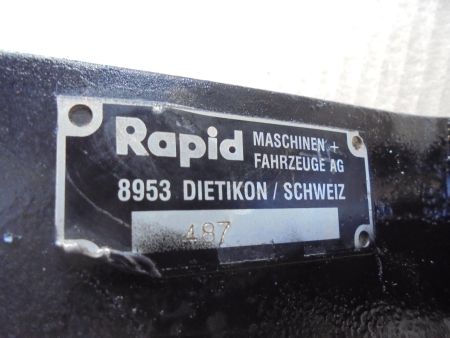 Rapid MASCHINEN +
FAHRZEUGE AG
8953 DIETIKON / SCHWEIZ
487